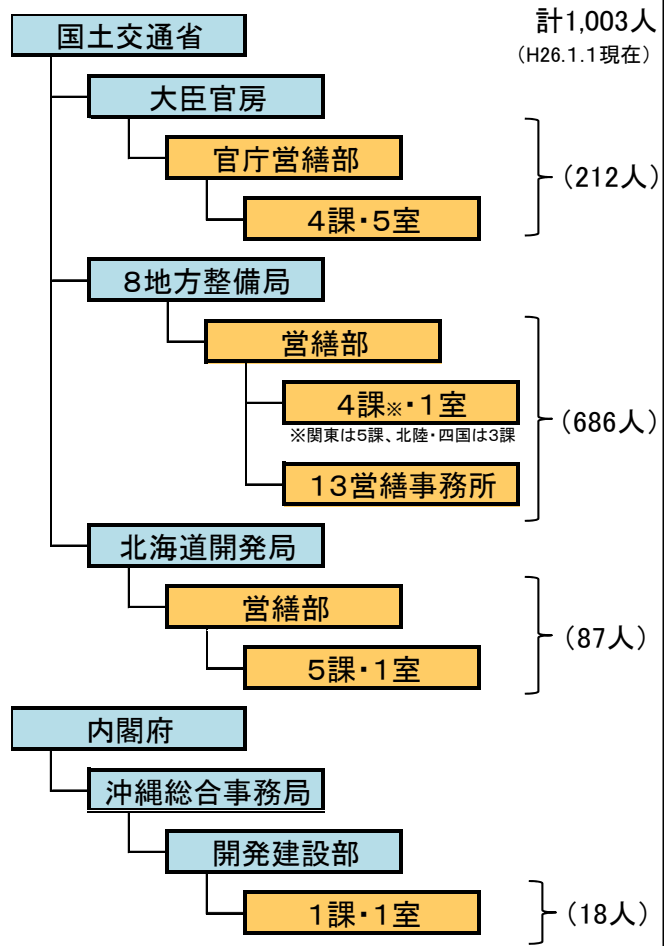 計1,003人
(H26.1.1現在)
国土交通省
大臣官房
官庁営繕部
4課・5室
(212人)
8地方整備局
営繕部
4課※・1室
※関東は5課、北陸・四国は3課
13営繕事務所
(686人)
北海道開発局
営繕部
5課・1室
(87人)
内閣府
沖縄総合事務局
開発建設部
1課・1室
(18人)